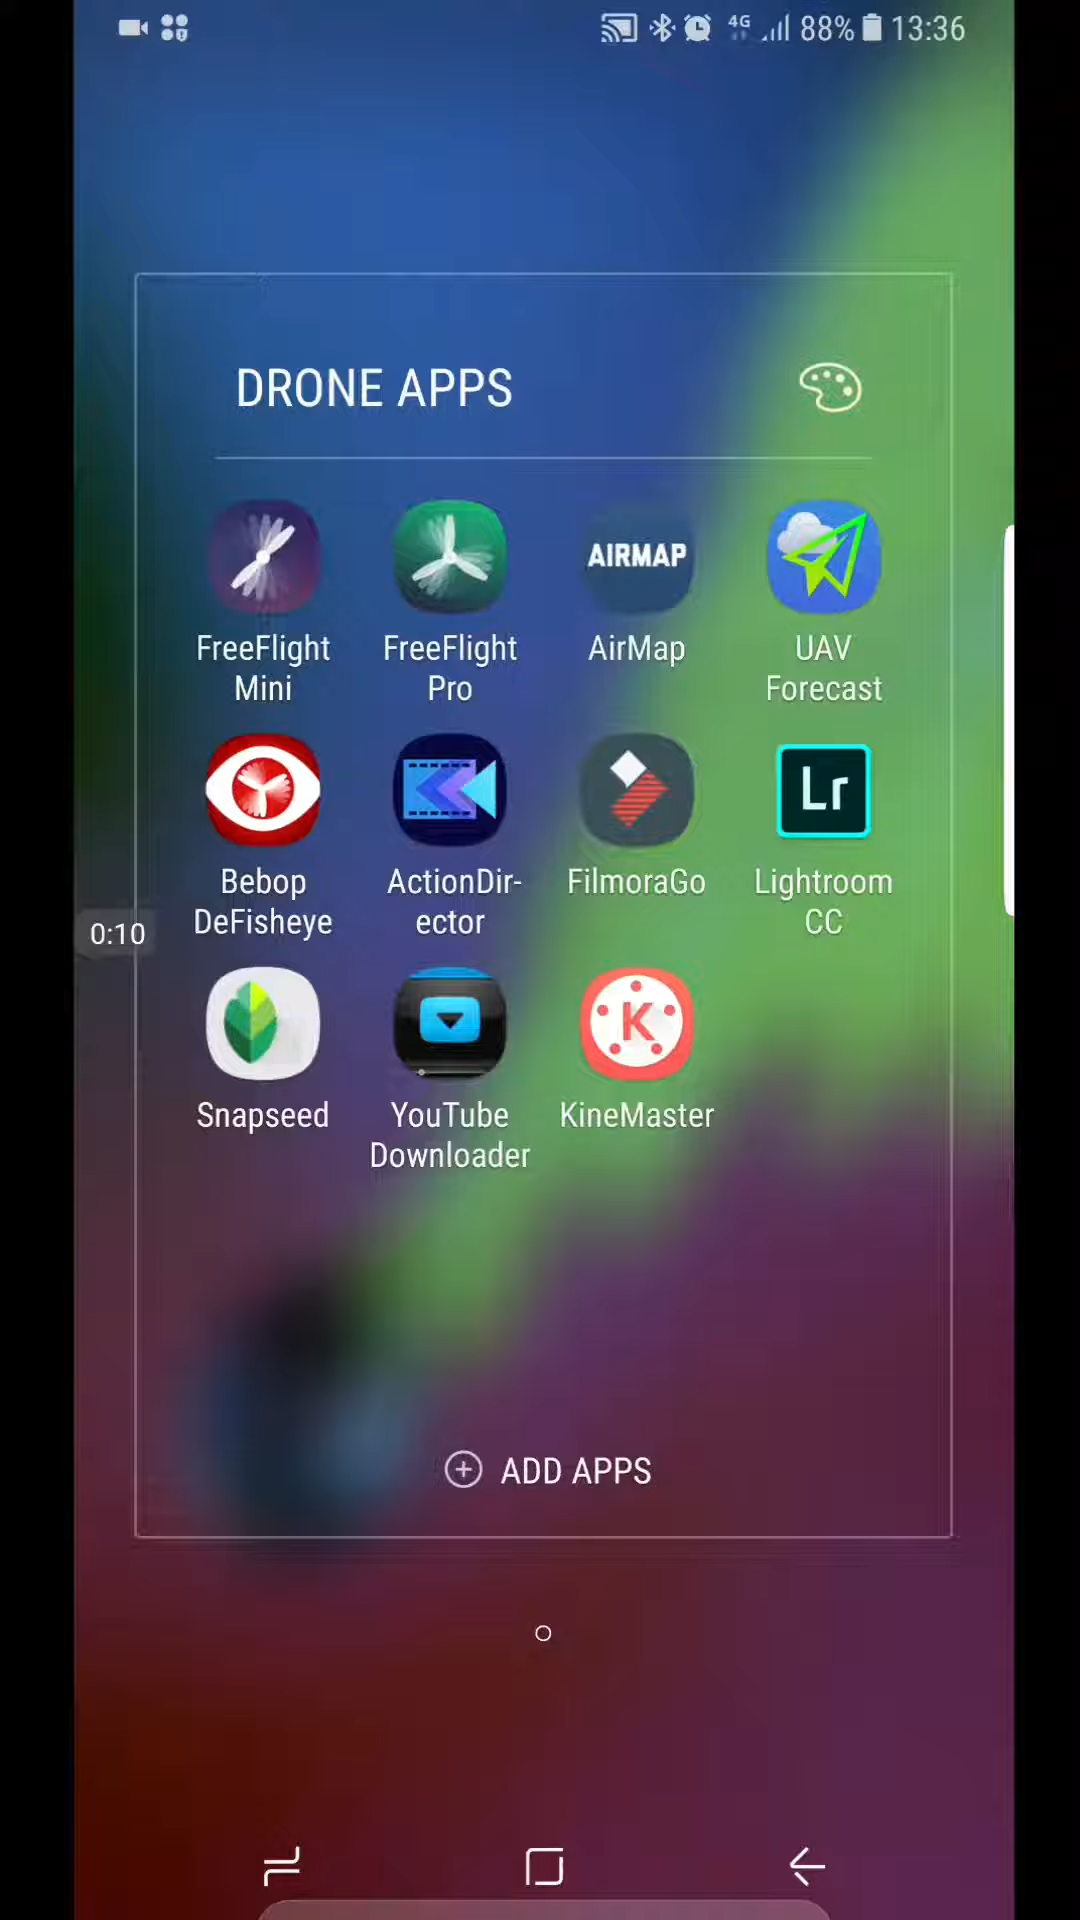 4G 88% 13:36
DRONE APPS
AIRMAP
FreeFlight
Mini
FreeFlight
Pro
AirMap
UAV
Forecast
Lr
Bebop
DeFisheye
ActionDir-
ector
FilmoraGo
Lightroom
CC
0:10
K
Snapseed
YouTube
Downloader
KineMaster
ADD APPS